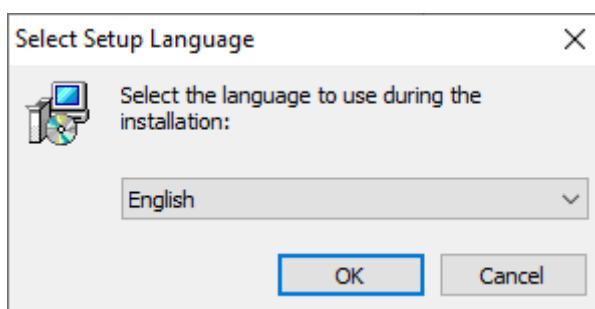 Select Setup Language
Select the language to use during the
installation:
English
OK
Cancel